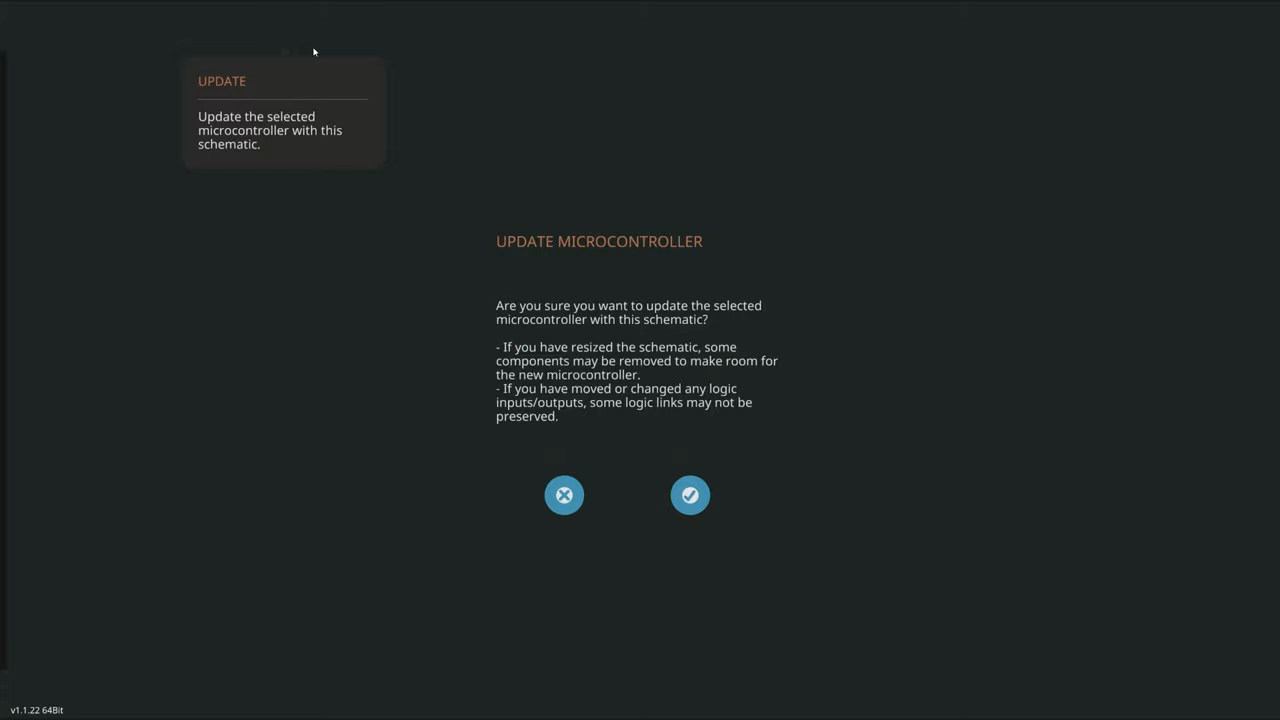 UPDATE
Update the selected
microcontroller with this
schematic.
UPDATE MICROCONTROLLER
Are you sure you want to update the selected
microcontroller with this schematic?
- If you have resized the schematic, some
components may be removed to make room for
the new microcontroller.
- If you have moved or changed any logic
inputs/outputs, some logic links may not be
preserved.
v1.1.22 64Bit